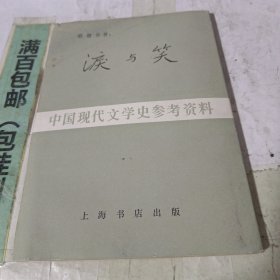 淚与笑
中国现代文学史参考资料
上海书店出版
满百包邮